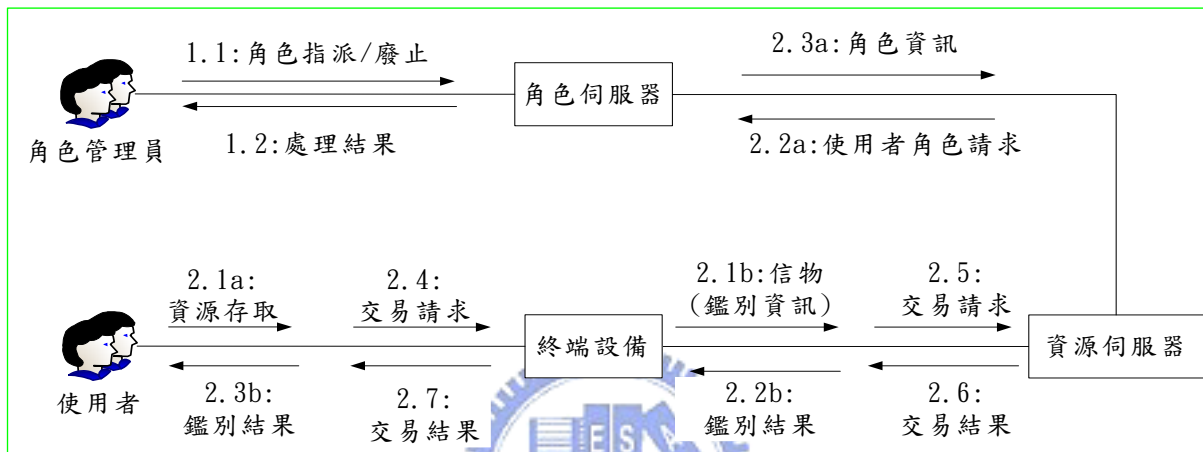 1.1:角色指派/廢止
2.3a:角色資訊
角色伺服器
角色管理員
1.2:處理結果
2.2a:使用者角色請求
2.1a:
資源存取
2.4:
交易請求
2.1b:信物
(鑑別資訊)
2.5:
交易請求
終端設備
資源伺服器
使用者
2.3b:
鑑別結果
2.7:
交易結果
2.2b:
鑑別結果
2.6:
交易結果
E S A